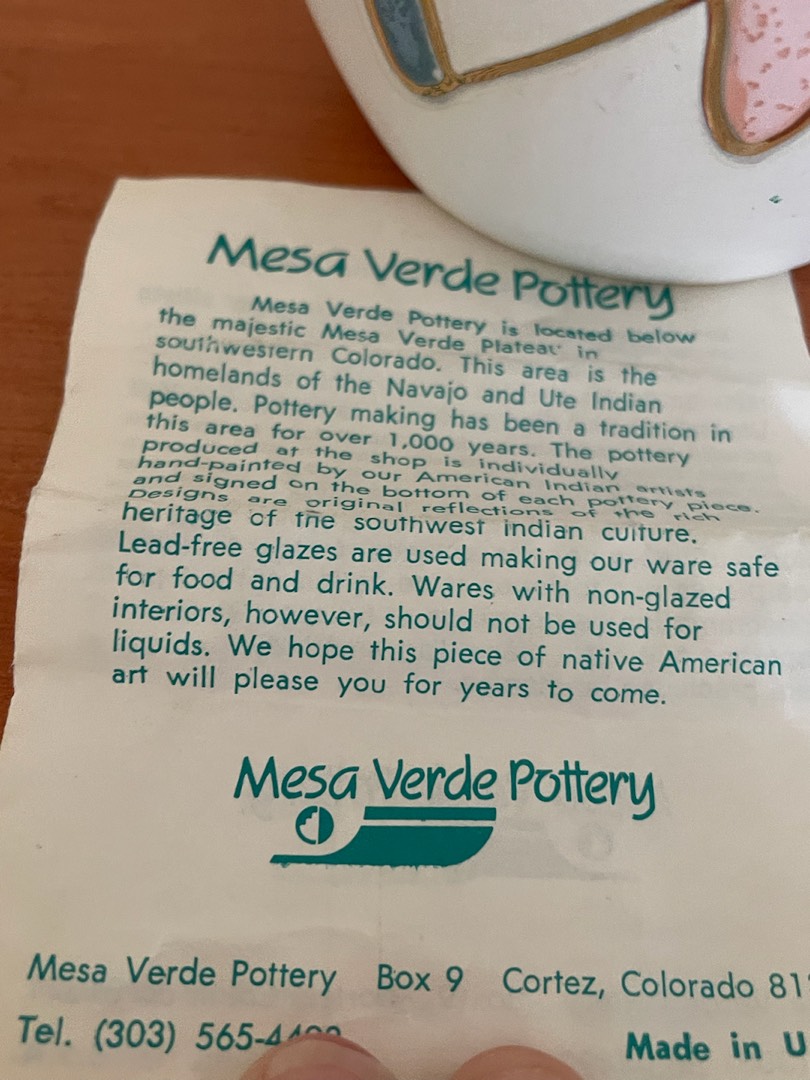 Mesa Verde Pottery
Mesa Verde Pottery is located below
the majestic Mesa Verde Plateau in
southwestern Colorado. This area is the
homelands of the Navajo and Ute Indian
people. Pottery making has been a tradition in
this area for over 1,000 years. The pottery
produced at the shop is individually
hand-painted by our American Indian artists
and signed on the bottom of each pottery piece.
Designs are original reflections of the rich
heritage of the southwest indian culture.
Lead-free glazes are used making our ware safe
for food and drink. Wares with non-glazed
interiors, however, should not be used for
liquids. We hope this piece of native American
art will please you for years to come.
Mesa Verde Pottery
Mesa Verde Pottery Box 9 Cortez, Colorado 81
Tel. (303) 565-44
Made in U